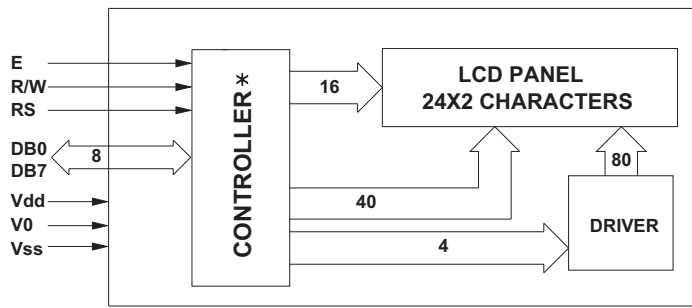 E
R/W
RS
DB0
DB7
8
Vdd
V0
Vss
CONTROLLER*
16
LCD PANEL
24X2 CHARACTERS
40
80
4
DRIVER